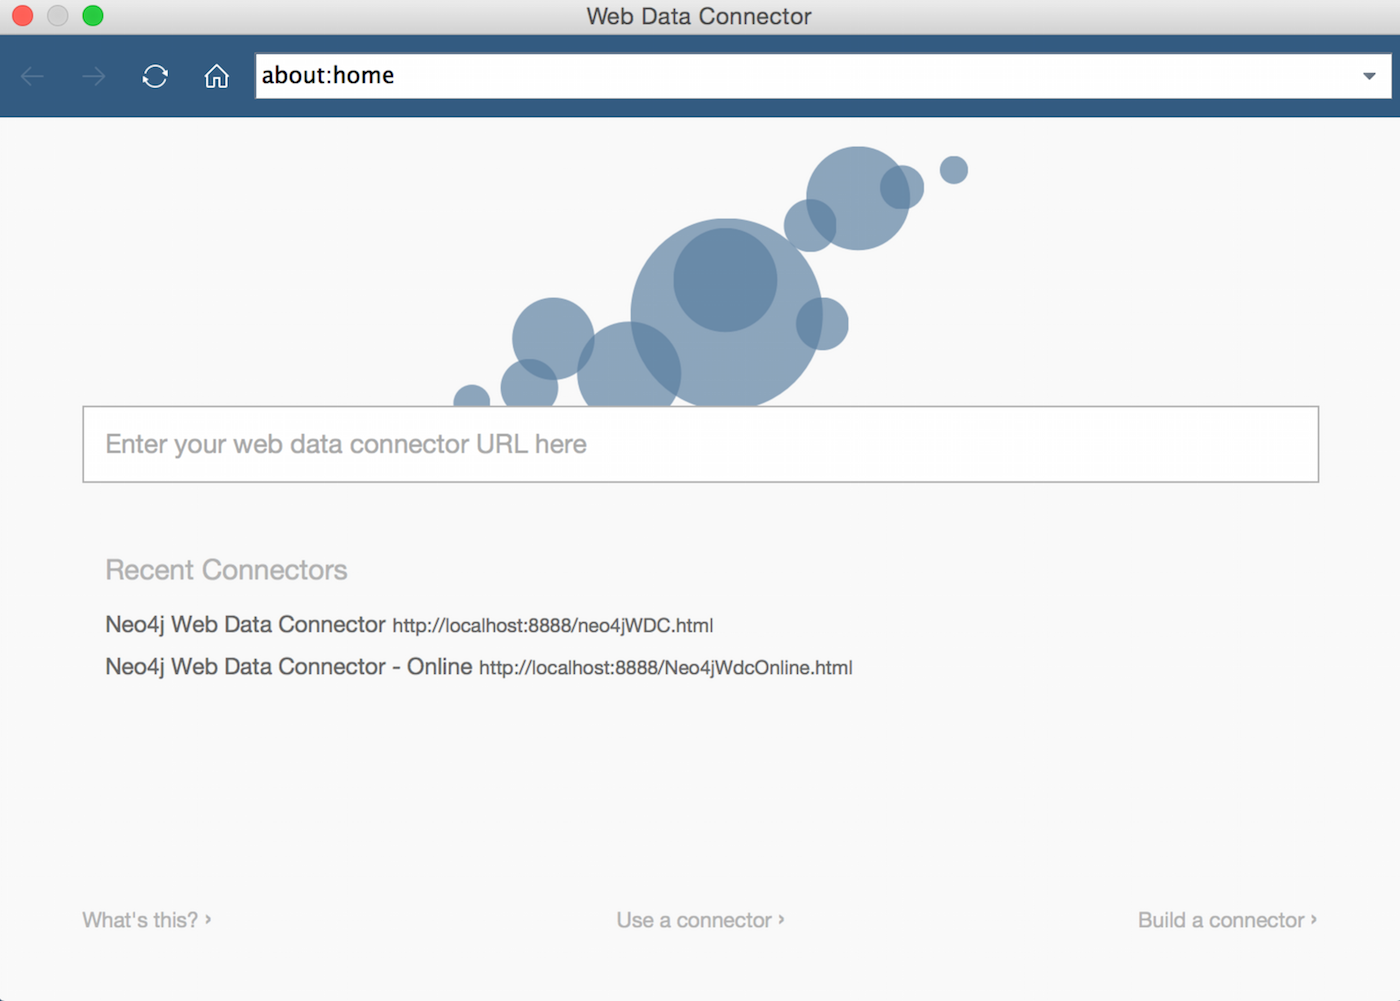 Web Data Connector
about:home
Enter your web data connector URL here
Recent Connectors
Neo4j Web Data Connector http://localhost:8888/neo4jWDC.html
Neo4j Web Data Connector - Online http://localhost:8888/Neo4jWdcOnline.html
What's this? › Use a connector › Build a connector ›